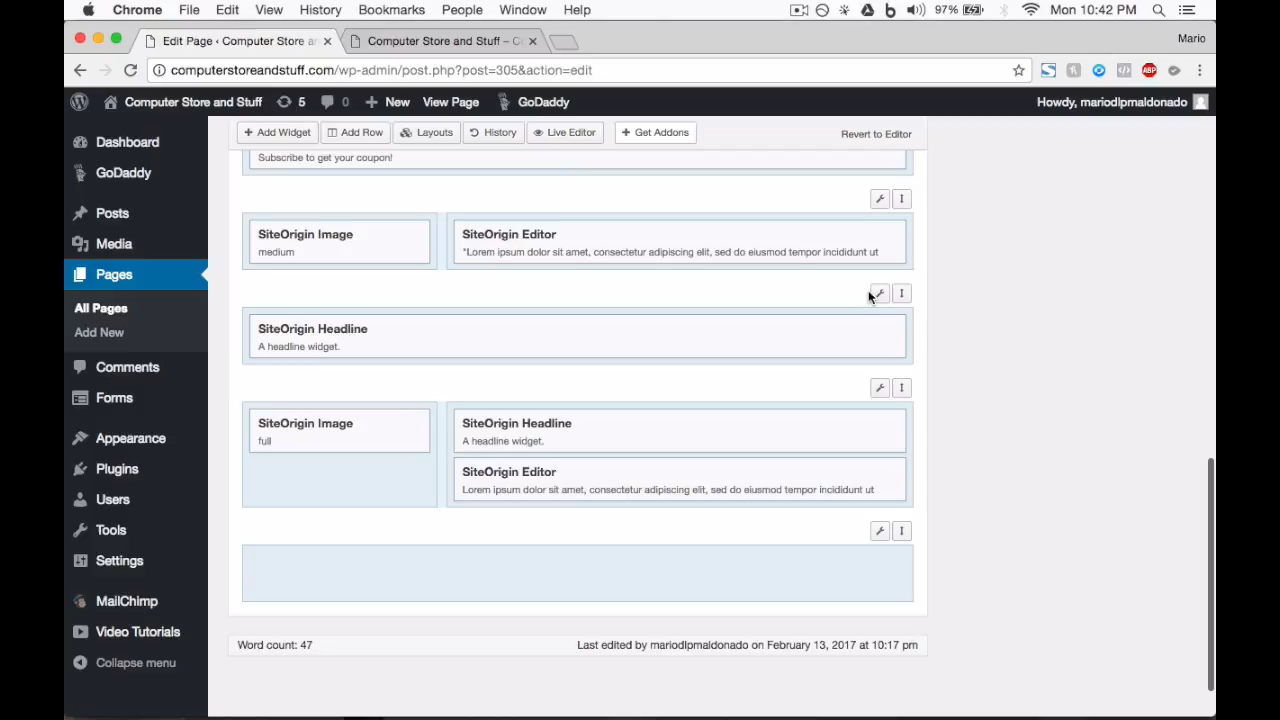 Chrome File Edit View History Bookmarks People Window Help 97% Mon 10:42 PM
Edit Page ‹ Computer Store an Computer Store and Stuff – C Mario
computerstoreandstuff.com/wp-admin/post.php?post=305&action=edit ABP
Computer Store and Stuff 5 0 New View Page GoDaddy Howdy, mariodlpmaldonado
Dashboard
GoDaddy
Posts
Media
Pages
All Pages
Add New
Comments
Forms
Appearance
Plugins
Users
Tools
Settings
MailChimp
Video Tutorials
Collapse menu
+ Add Widget Add Row Layouts History Live Editor + Get Addons Revert to Editor
Subscribe to get your coupon!
SiteOrigin Image
medium
SiteOrigin Editor
"Lorem ipsum dolor sit amet, consectetur adipiscing elit, sed do eiusmod tempor incididunt ut
SiteOrigin Headline
A headline widget.
SiteOrigin Image
full
SiteOrigin Headline
A headline widget.
SiteOrigin Editor
Lorem ipsum dolor sit amet, consectetur adipiscing elit, sed do eiusmod tempor incididunt ut
Word count: 47 Last edited by mariodlpmaldonado on February 13, 2017 at 10:17 pm